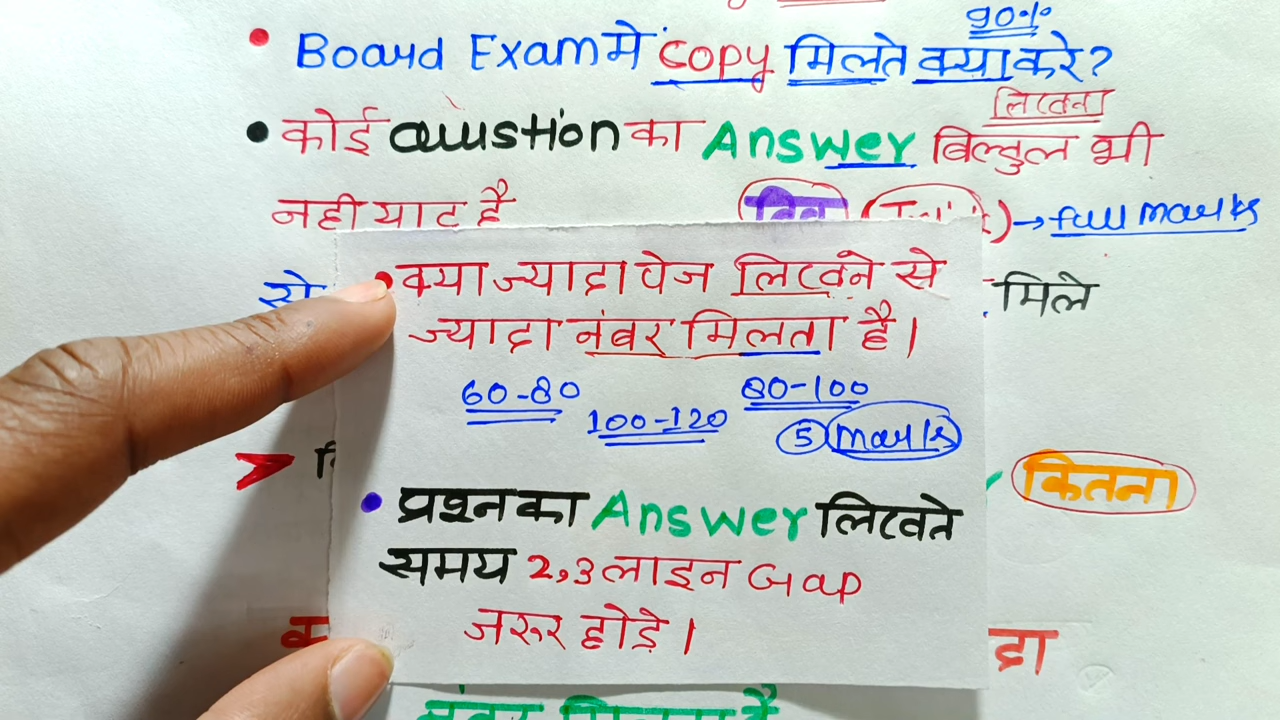 90%
Board Exam में copy मिलते क्या करे?
लिखना
कोई Question का Answer बिल्कुल भी
नही याद है
→ full marks
मिले
क्या ज्यादा पेज लिखने से
ज्यादा नंबर मिलता है।
60-80
100-120
80-100
5 Marks
कितना
प्रश्न का Answer लिखते
समय 2,3 लाइन Gap
जरूर छोड़े।